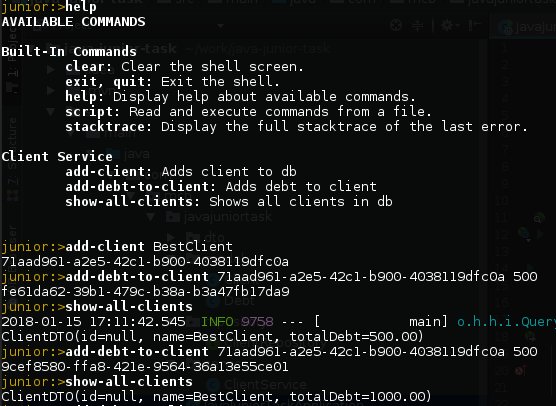 junior:>help
AVAILABLE COMMANDS
Built-In Commands
clear: Clear the shell screen.
exit, quit: Exit the shell.
help: Display help about available commands.
script: Read and execute commands from a file.
stacktrace: Display the full stacktrace of the last error.
Client Service
add-client: Adds client to db
add-debt-to-client: Adds debt to client
show-all-clients: Shows all clients in db
junior:>add-client BestClient
71aad961-a2e5-42c1-b900-4038119dfc0a
junior:>add-debt-to-client 71aad961-a2e5-42c1-b900-4038119dfc0a 500
fe61da62-39b1-479c-b38a-b3a47fb17da9
junior:>show-all-clients
2018-01-15 17:11:42.545  INFO 9758 --- [           main] o.h.h.i.Query
ClientDTO(id=null, name=BestClient, totalDebt=500.00)
junior:>add-debt-to-client 71aad961-a2e5-42c1-b900-4038119dfc0a 500
9cef8580-ffa8-421e-9564-36a13e55ce01
junior:>show-all-clients
ClientDTO(id=null, name=BestClient, totalDebt=1000.00)